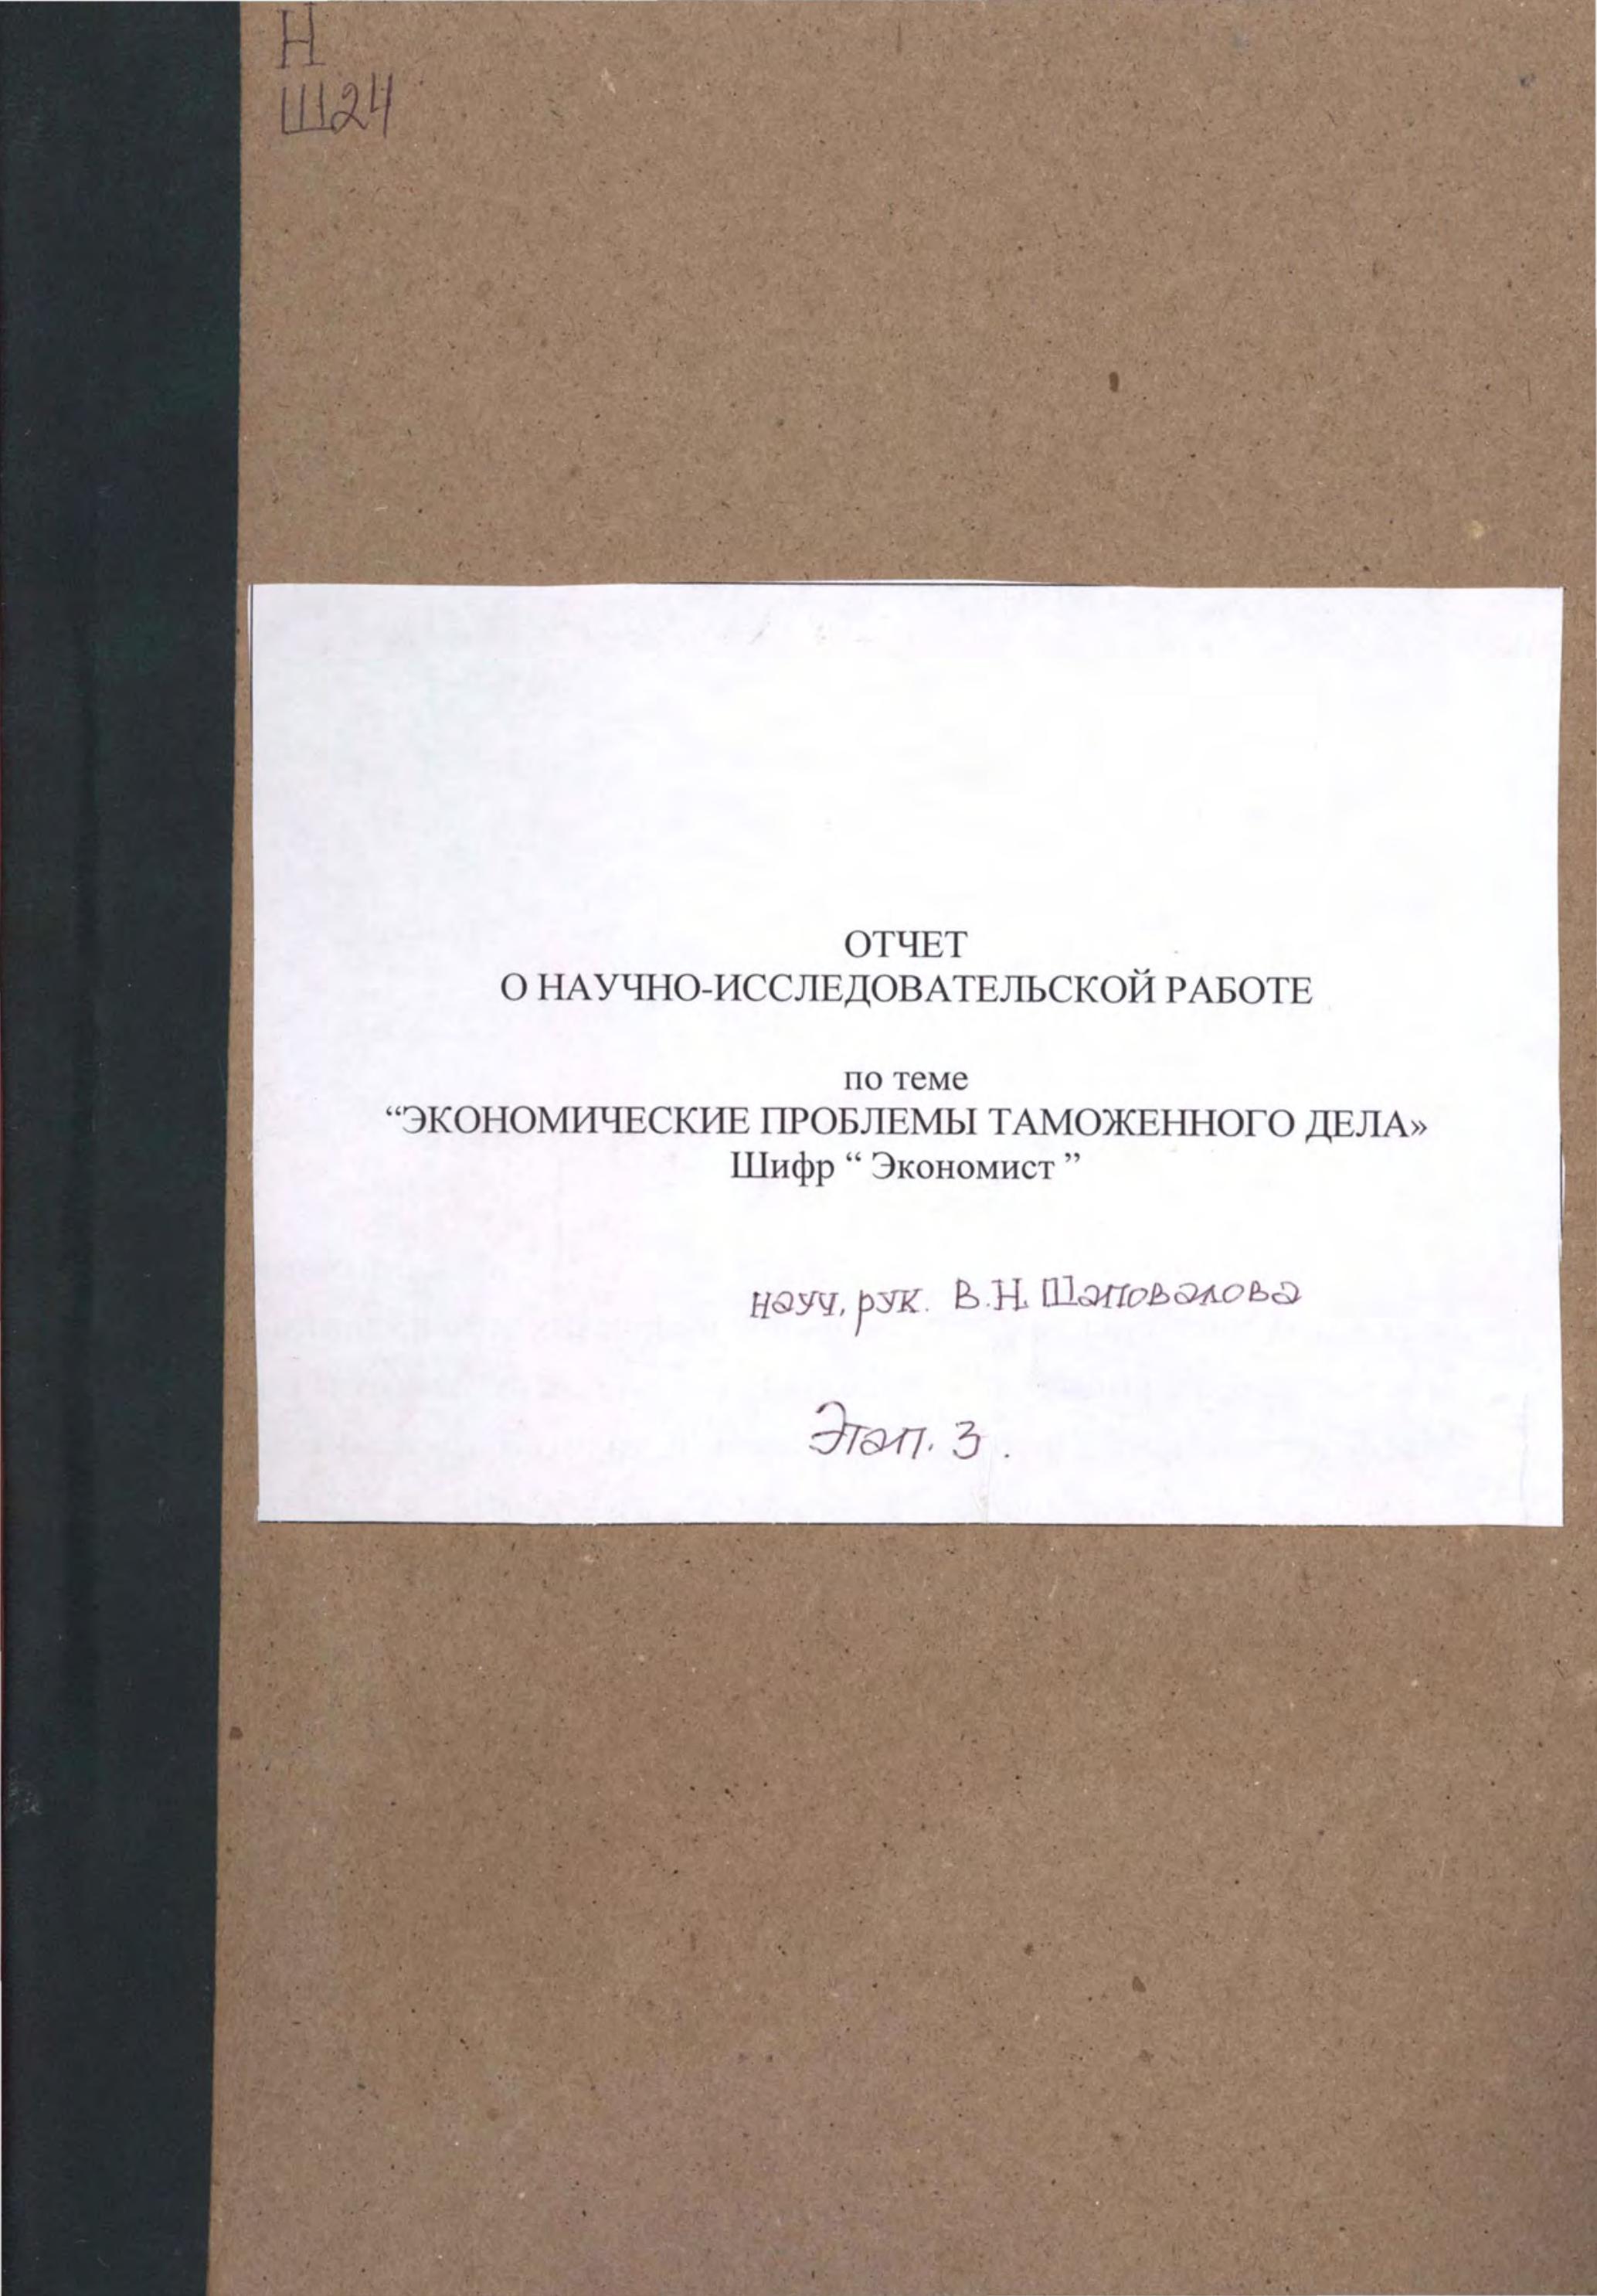 Н
Ш24
ОТЧЕТ
О НАУЧНО-ИССЛЕДОВАТЕЛЬСКОЙ РАБОТЕ
по теме
“ЭКОНОМИЧЕСКИЕ ПРОБЛЕМЫ ТАМОЖЕННОГО ДЕЛА»
Шифр “ Экономист ”
науч. рук. В.Н. Шаповалова
Этап. 3.